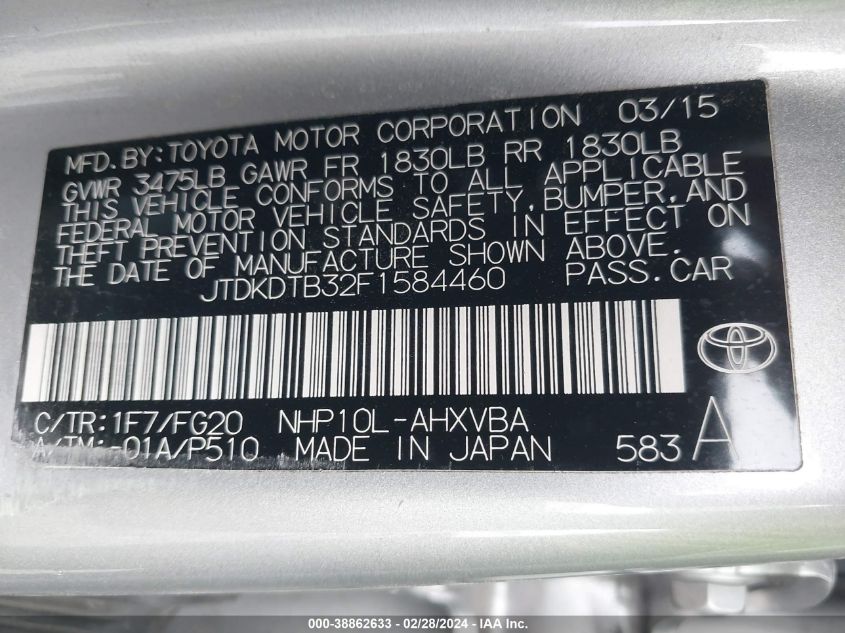 MFD. BY: TOYOTA MOTOR CORPORATION 03/15
GVWR 3475LB GAWR FR 1830LB RR 1830LB
THIS VEHICLE CONFORMS TO ALL APPLICABLE
FEDERAL MOTOR VEHICLE SAFETY, BUMPER, AND
THEFT PREVENTION STANDARDS IN EFFECT ON
THE DATE OF MANUFACTURE SHOWN ABOVE.
JTDKDTB32F1584460 PASS. CAR
C/TR: 1F7/FG20 NHP10L-AHXVBA
A/TM: -01A/P510 MADE IN JAPAN 583 A
000-38862633 - 02/28/2024 - IAA Inc.